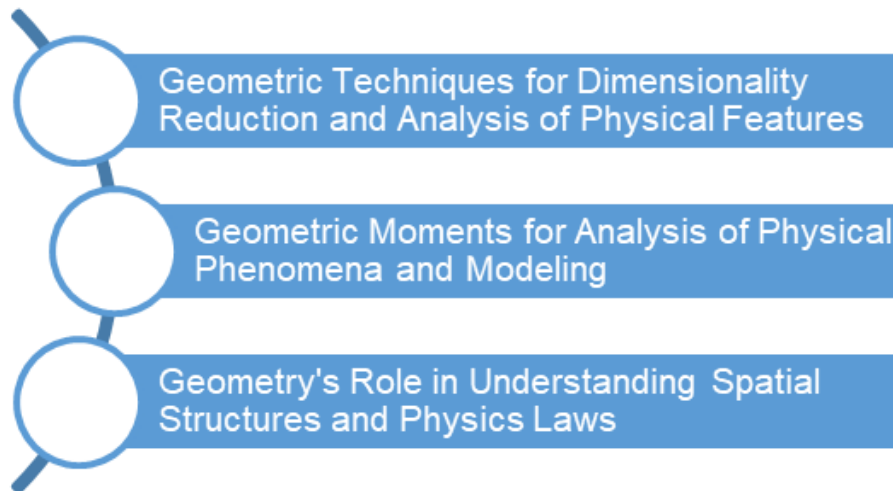 Geometric Techniques for Dimensionality
Reduction and Analysis of Physical Features
Geometric Moments for Analysis of Physical
Phenomena and Modeling
Geometry's Role in Understanding Spatial
Structures and Physics Laws